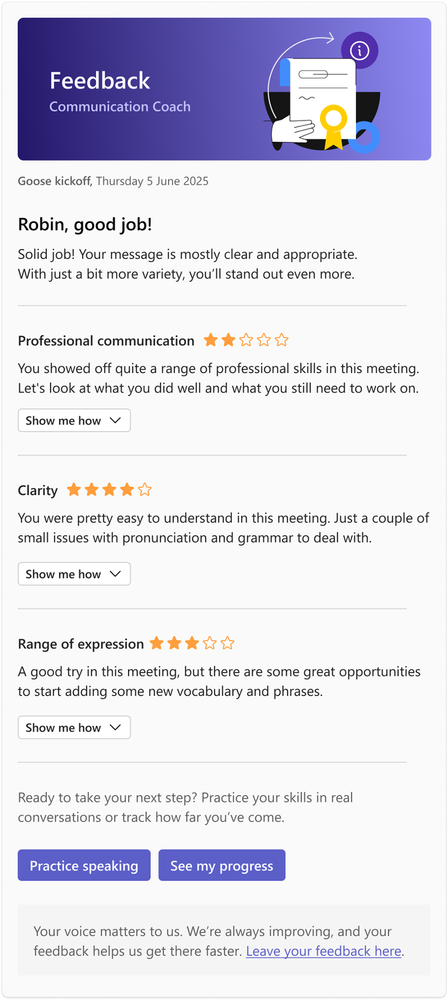 Feedback
Communication Coach
Goose kickoff, Thursday 5 June 2025
Robin, good job!
Solid job! Your message is mostly clear and appropriate.
With just a bit more variety, you’ll stand out even more.
Professional communication
You showed off quite a range of professional skills in this meeting.
Let's look at what you did well and what you still need to work on.
Show me how
Clarity
You were pretty easy to understand in this meeting. Just a couple of
small issues with pronunciation and grammar to deal with.
Show me how
Range of expression
A good try in this meeting, but there are some great opportunities
to start adding some new vocabulary and phrases.
Show me how
Ready to take your next step? Practice your skills in real
conversations or track how far you’ve come.
Practice speaking
See my progress
Your voice matters to us. We’re always improving, and your
feedback helps us get there faster. Leave your feedback here.